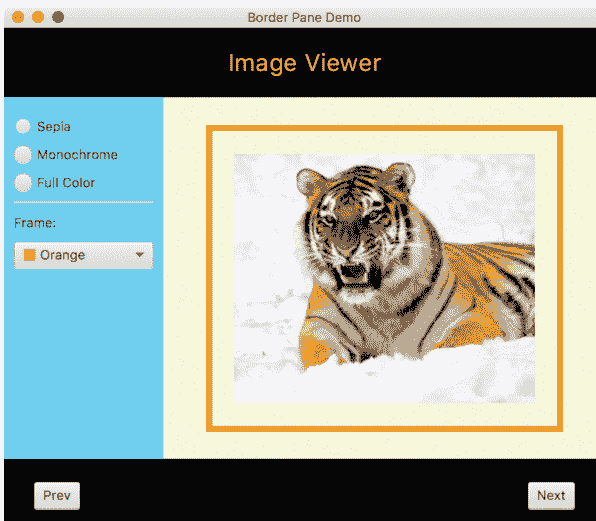 Border Pane Demo
Image Viewer
Sepia
Monochrome
Full Color
Frame:
Orange
Prev
Next